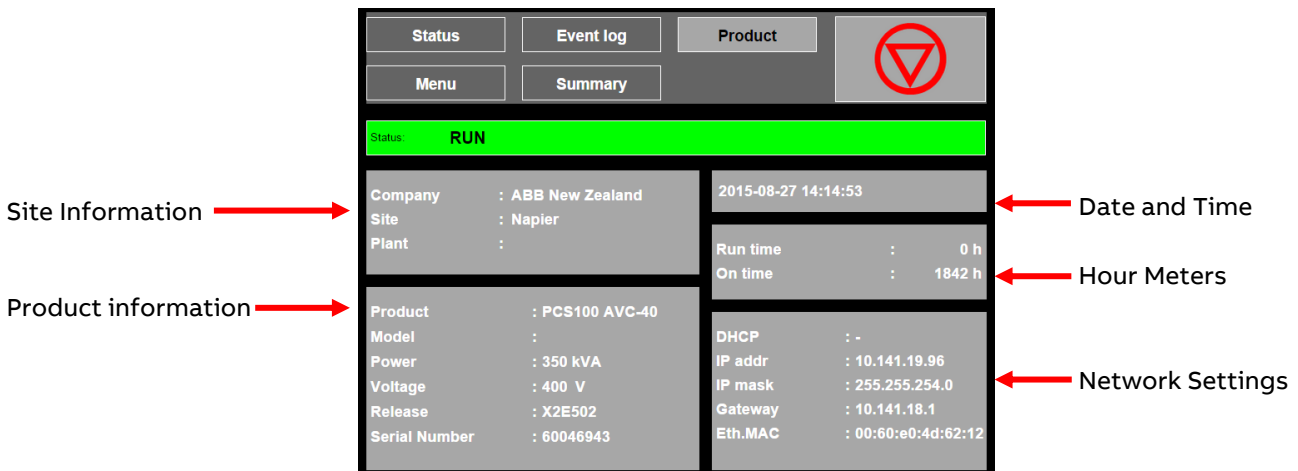 Status Event log Product
Menu Summary
Status: RUN
Site Information
Company : ABB New Zealand
Site : Napier
Plant :
2015-08-27 14:14:53
Date and Time
Run time : 0 h
On time : 1842 h
Hour Meters
Product information
Product : PCS100 AVC-40
Model :
Power : 350 kVA
Voltage : 400 V
Release : X2E502
Serial Number : 60046943
DHCP : -
IP addr : 10.141.19.96
IP mask : 255.255.254.0
Gateway : 10.141.18.1
Eth.MAC : 00:60:e0:4d:62:12
Network Settings